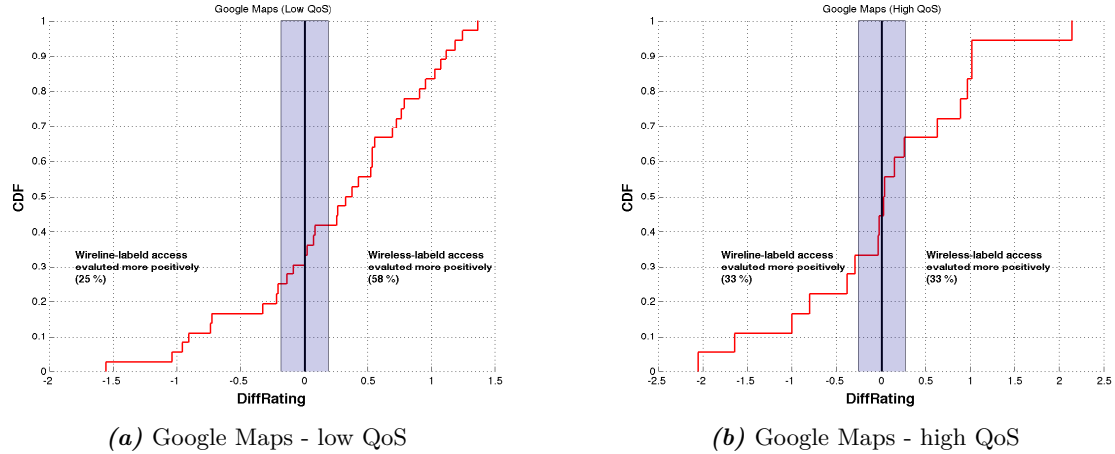 Google Maps (Low QoS)
1
0.9
0.8
0.7
0.6
0.5
0.4
0.3
0.2
0.1
0
CDF
Wireline-labeld access
evaluted more positively
(25 %)
Wireless-labeld access
evaluted more positively
(58 %)
-2
-1.5
-1
-0.5
0
0.5
1
1.5
DiffRating
(a) Google Maps - low QoS
Google Maps (High QoS)
1
0.9
0.8
0.7
0.6
0.5
0.4
0.3
0.2
0.1
0
CDF
Wireline-labeld access
evaluted more positively
(33 %)
Wireless-labeld access
evaluted more positively
(33 %)
-2.5
-2
-1.5
-1
-0.5
0
0.5
1
1.5
2
2.5
DiffRating
(b) Google Maps - high QoS